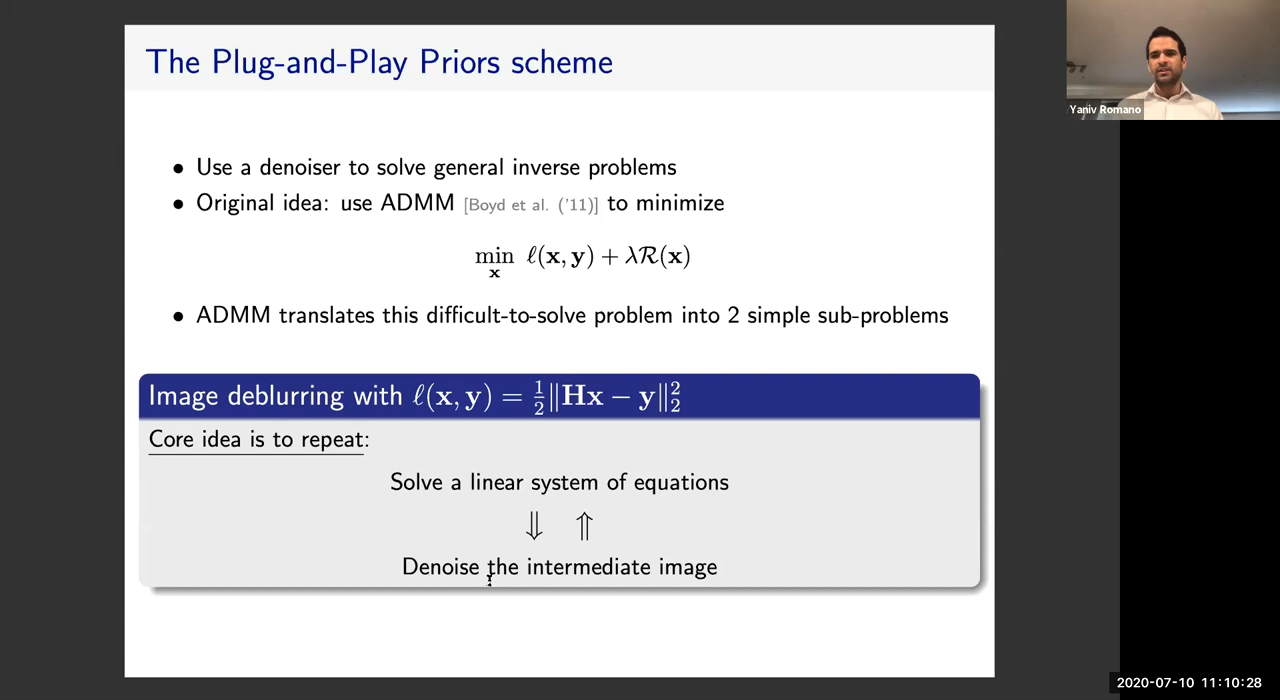 The Plug-and-Play Priors scheme
Yaniv Romano
• Use a denoiser to solve general inverse problems
• Original idea: use ADMM [Boyd et al. ('11)] to minimize
min_x ℓ(x, y) + λR(x)
• ADMM translates this difficult-to-solve problem into 2 simple sub-problems
Image deblurring with ℓ(x, y) = ½‖Hx − y‖₂²
Core idea is to repeat:
Solve a linear system of equations
⇓ ⇑
Denoise the intermediate image
2020-07-10 11:10:28